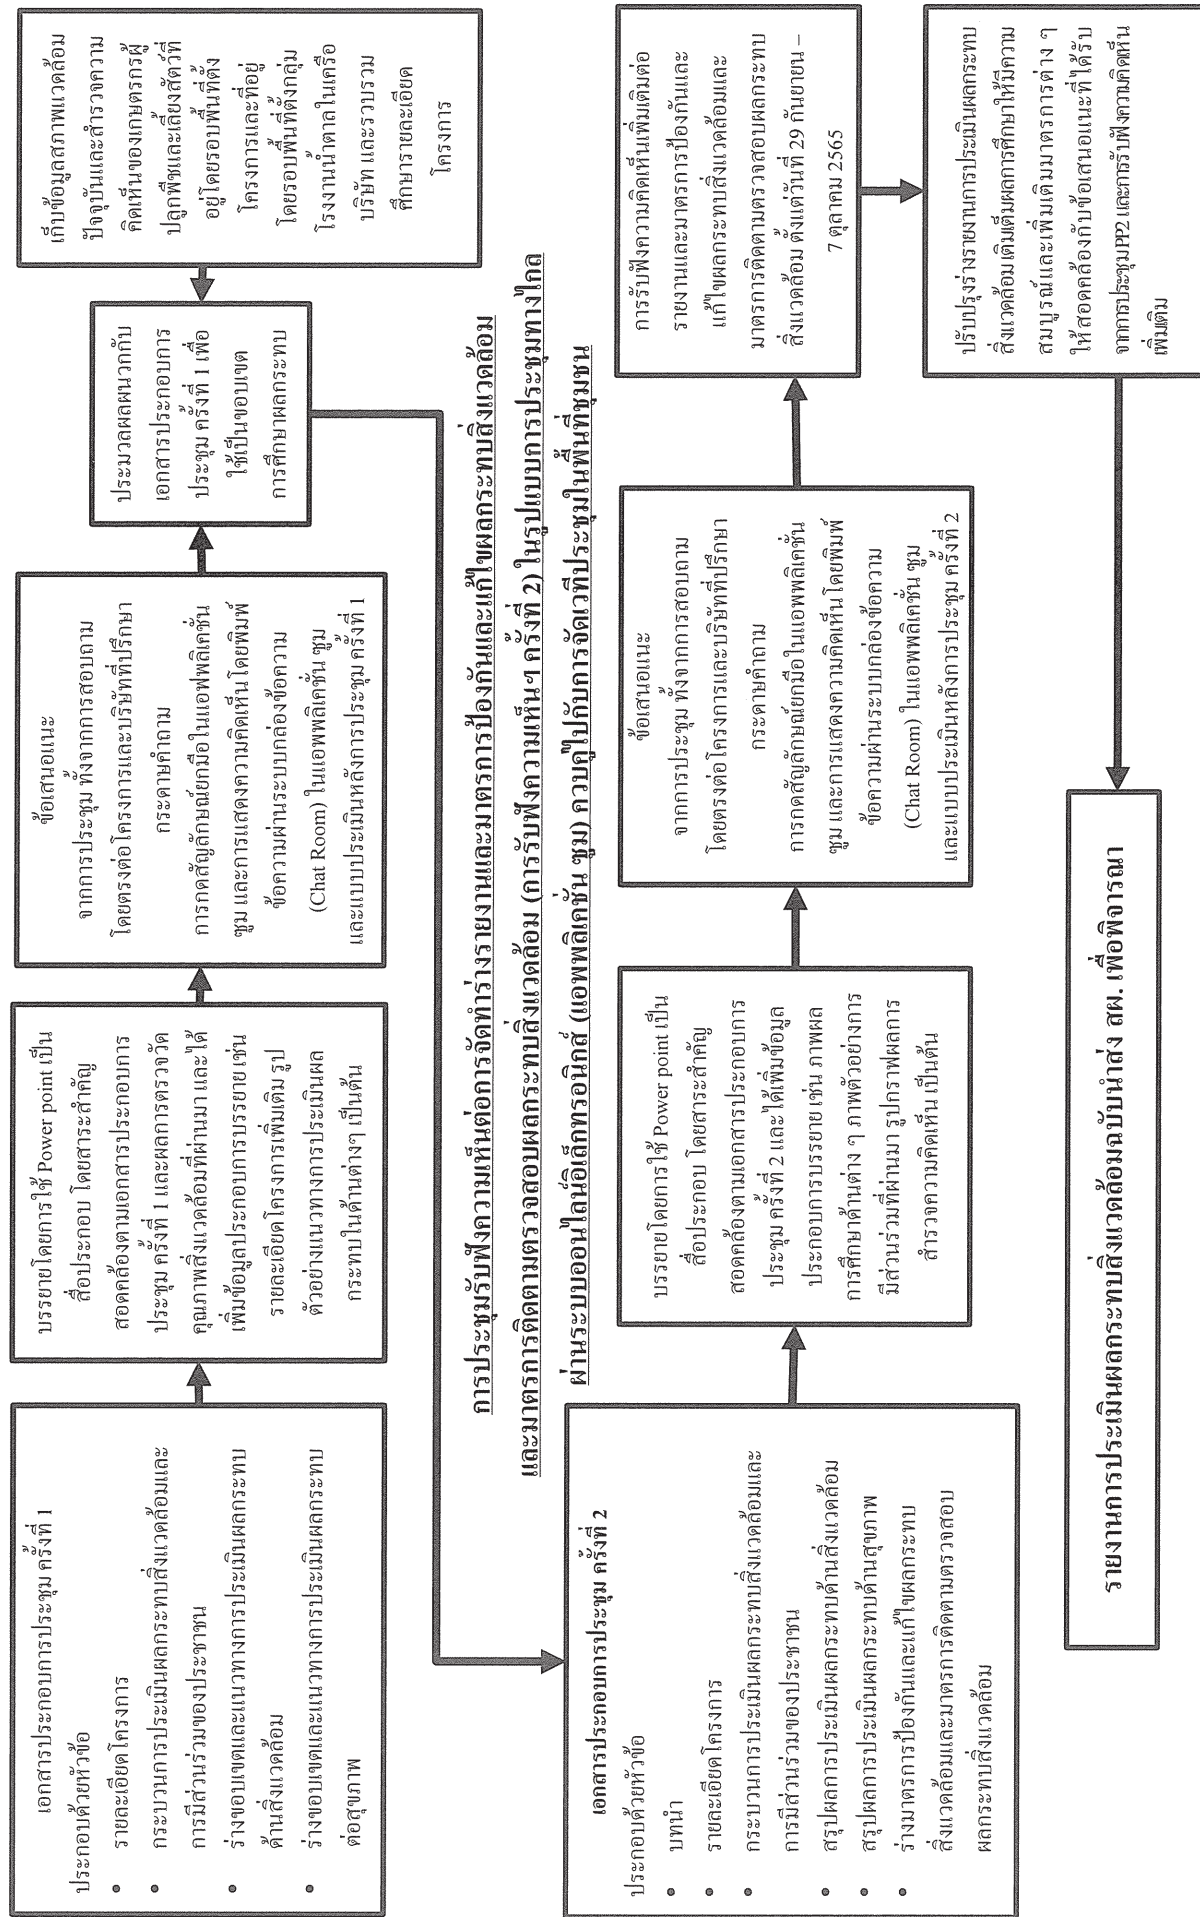 เอกสารประกอบการประชุม ครั้งที่ 1
ประกอบด้วยหัวข้อ
• รายละเอียดโครงการ
• กระบวนการประเมินผลกระทบสิ่งแวดล้อมและ
การมีส่วนร่วมของประชาชน
• ร่างขอบเขตและแนวทางการประเมินผลกระทบ
ด้านสิ่งแวดล้อม
• ร่างขอบเขตและแนวทางการประเมินผลกระทบ
ต่อสุขภาพ
บรรยายโดยการใช้ Power point เป็น
สื่อประกอบ โดยสาระสำคัญ
สอดคล้องตามเอกสารประกอบการ
ประชุม ครั้งที่ 1 และผลการตรวจวัด
คุณภาพสิ่งแวดล้อมที่ผ่านมา และได้
เพิ่มข้อมูลประกอบการบรรยาย เช่น
รายละเอียดโครงการเพิ่มเติม รูป
ตัวอย่างแนวทางการประเมินผล
กระทบในด้านต่างๆ เป็นต้น
ข้อเสนอแนะ
จากการประชุม ทั้งจากการสอบถาม
โดยตรงต่อโครงการและบริษัทที่ปรึกษา
กระดาษคำถาม
การกดสัญลักษณ์ยกมือในแอฟพลิเคชัน
ซูม และการแสดงความคิดเห็นโดยพิมพ์
ข้อความผ่านระบบกล่องข้อความ
(Chat Room) ในแอพพลิเคชั่น ซูม
และแบบประเมินหลังการประชุม ครั้งที่ 1
ประมวลผลผนวกกับ
เอกสารประกอบการ
ประชุม ครั้งที่ 1 เพื่อ
ใช้เป็นขอบเขต
การศึกษาผลกระทบ
เก็บข้อมูลสภาพแวดล้อม
ปัจจุบันและสำรวจความ
คิดเห็นของเกษตรกรผู้
ปลูกพืชและเลี้ยงสัตว์ที่
อยู่โดยรอบพื้นที่ตั้ง
โครงการและที่อยู่
โดยรอบพื้นที่ตั้งกลุ่ม
โรงงานน้ำตาลในเครือ
บริษัท และรวบรวม
ศึกษารายละเอียด
โครงการ
การประชุมรับฟังความเห็นต่อการจัดทำร่างรายงานและมาตรการป้องกันและแก้ไขผลกระทบสิ่งแวดล้อม
และมาตรการติดตามตรวจสอบผลกระทบสิ่งแวดล้อม (การรับฟังความเห็นฯ ครั้งที่ 2) ในรูปแบบการประชุมทางไกล
ผ่านระบบออนไลน์อิเล็กทรอนิกส์ (แอพพลิเคชั่น ซูม) ควบคู่ไปกับการจัดเวทีประชุมในพื้นที่ชุมชน
เอกสารประกอบการประชุม ครั้งที่ 2
ประกอบด้วยหัวข้อ
• บทนำ
• รายละเอียดโครงการ
• กระบวนการประเมินผลกระทบสิ่งแวดล้อมและ
การมีส่วนร่วมของประชาชน
• สรุปผลการประเมินผลกระทบด้านสิ่งแวดล้อม
• สรุปผลการประเมินผลกระทบด้านสุขภาพ
• ร่างมาตรการป้องกันและแก้ไขผลกระทบ
สิ่งแวดล้อมและมาตรการติดตามตรวจสอบ
ผลกระทบสิ่งแวดล้อม
บรรยายโดยการใช้ Power point เป็น
สื่อประกอบ โดยสาระสำคัญ
สอดคล้องตามเอกสารประกอบการ
ประชุม ครั้งที่ 2 และได้เพิ่มข้อมูล
ประกอบการบรรยาย เช่น ภาพผล
การศึกษาด้านต่าง ๆ ภาพตัวอย่างการ
มีส่วนร่วมที่ผ่านมา รูปกราฟผลการ
สำรวจความคิดเห็น เป็นต้น
ข้อเสนอแนะ
จากการประชุม ทั้งจากการสอบถาม
โดยตรงต่อโครงการและบริษัทที่ปรึกษา
กระดาษคำถาม
การกดสัญลักษณ์ยกมือในแอพพลิเคชั่น
ซูม และการแสดงความคิดเห็นโดยพิมพ์
ข้อความผ่านระบบกล่องข้อความ
(Chat Room) ในแอพพลิเคชั่น ซูม
และแบบประเมินหลังการประชุม ครั้งที่ 2
การรับฟังความคิดเห็นเพิ่มเติมต่อ
รายงานและมาตรการป้องกันและ
แก้ไขผลกระทบสิ่งแวดล้อมและ
มาตรการติดตามตรวจสอบผลกระทบ
สิ่งแวดล้อม ตั้งแต่วันที่ 29 กันยายน –
7 ตุลาคม 2565
ปรับปรุงร่างรายงานการประเมินผลกระทบ
สิ่งแวดล้อม เติมเต็มผลการศึกษาให้มีความ
สมบูรณ์และเพิ่มเติมมาตรการต่าง ๆ
ให้สอดคล้องกับข้อเสนอแนะที่ได้รับ
จากการประชุมPP2 และการรับฟังความคิดเห็น
เพิ่มเติม
รายงานการประเมินผลกระทบสิ่งแวดล้อมฉบับนำส่ง สผ. เพื่อพิจารณา